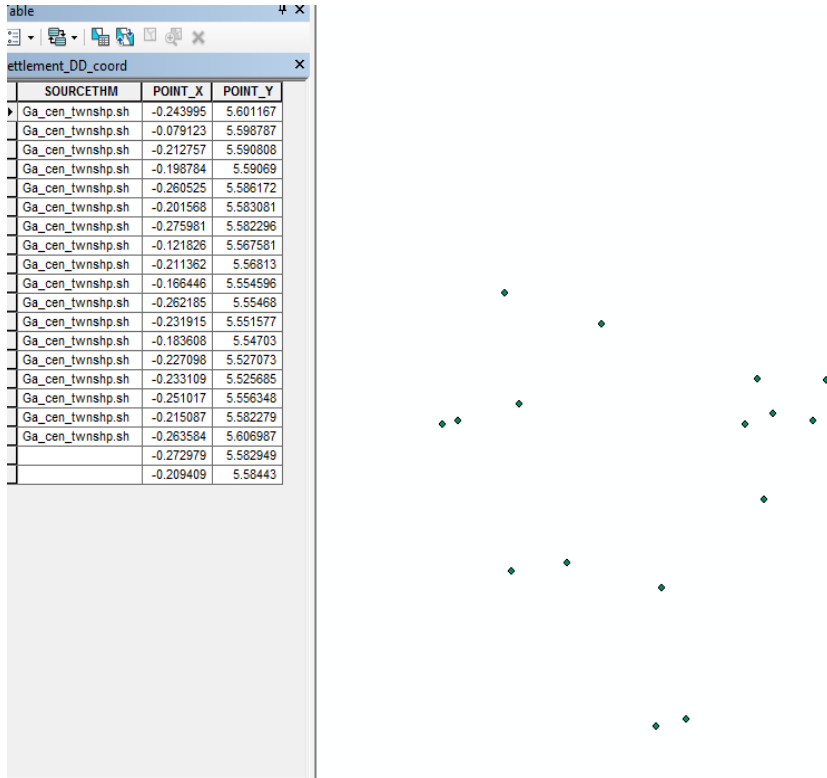 able
ettlement_DD_coord
SOURCETHM POINT_X POINT_Y
Ga_cen_twnshp.sh -0.243995 5.601167
Ga_cen_twnshp.sh -0.079123 5.598787
Ga_cen_twnshp.sh -0.212757 5.590808
Ga_cen_twnshp.sh -0.198784 5.59069
Ga_cen_twnshp.sh -0.260525 5.586172
Ga_cen_twnshp.sh -0.201568 5.583081
Ga_cen_twnshp.sh -0.275981 5.582296
Ga_cen_twnshp.sh -0.121826 5.567581
Ga_cen_twnshp.sh -0.211362 5.56813
Ga_cen_twnshp.sh -0.166446 5.554596
Ga_cen_twnshp.sh -0.262185 5.55468
Ga_cen_twnshp.sh -0.231915 5.551577
Ga_cen_twnshp.sh -0.183608 5.54703
Ga_cen_twnshp.sh -0.227098 5.527073
Ga_cen_twnshp.sh -0.233109 5.525685
Ga_cen_twnshp.sh -0.251017 5.556348
Ga_cen_twnshp.sh -0.215087 5.582279
Ga_cen_twnshp.sh -0.263584 5.606987
-0.272979 5.582949
-0.209409 5.58443